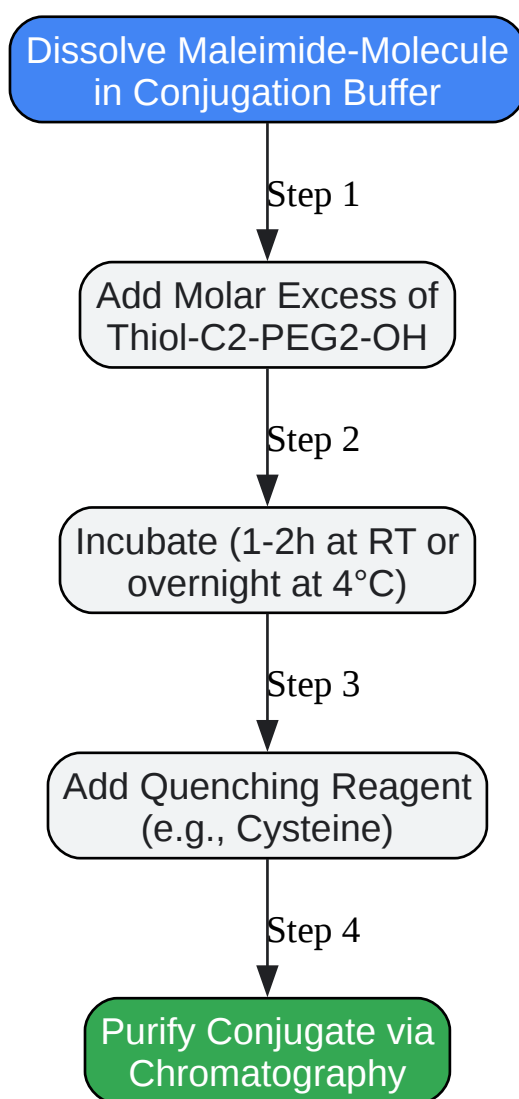 Dissolve Maleimide-Molecule
in Conjugation Buffer
Step 1
Add Molar Excess of
Thiol-C2-PEG2-OH
Step 2
Incubate (1-2h at RT or
overnight at 4°C)
Step 3
Add Quenching Reagent
(e.g., Cysteine)
Step 4
Purify Conjugate via
Chromatography